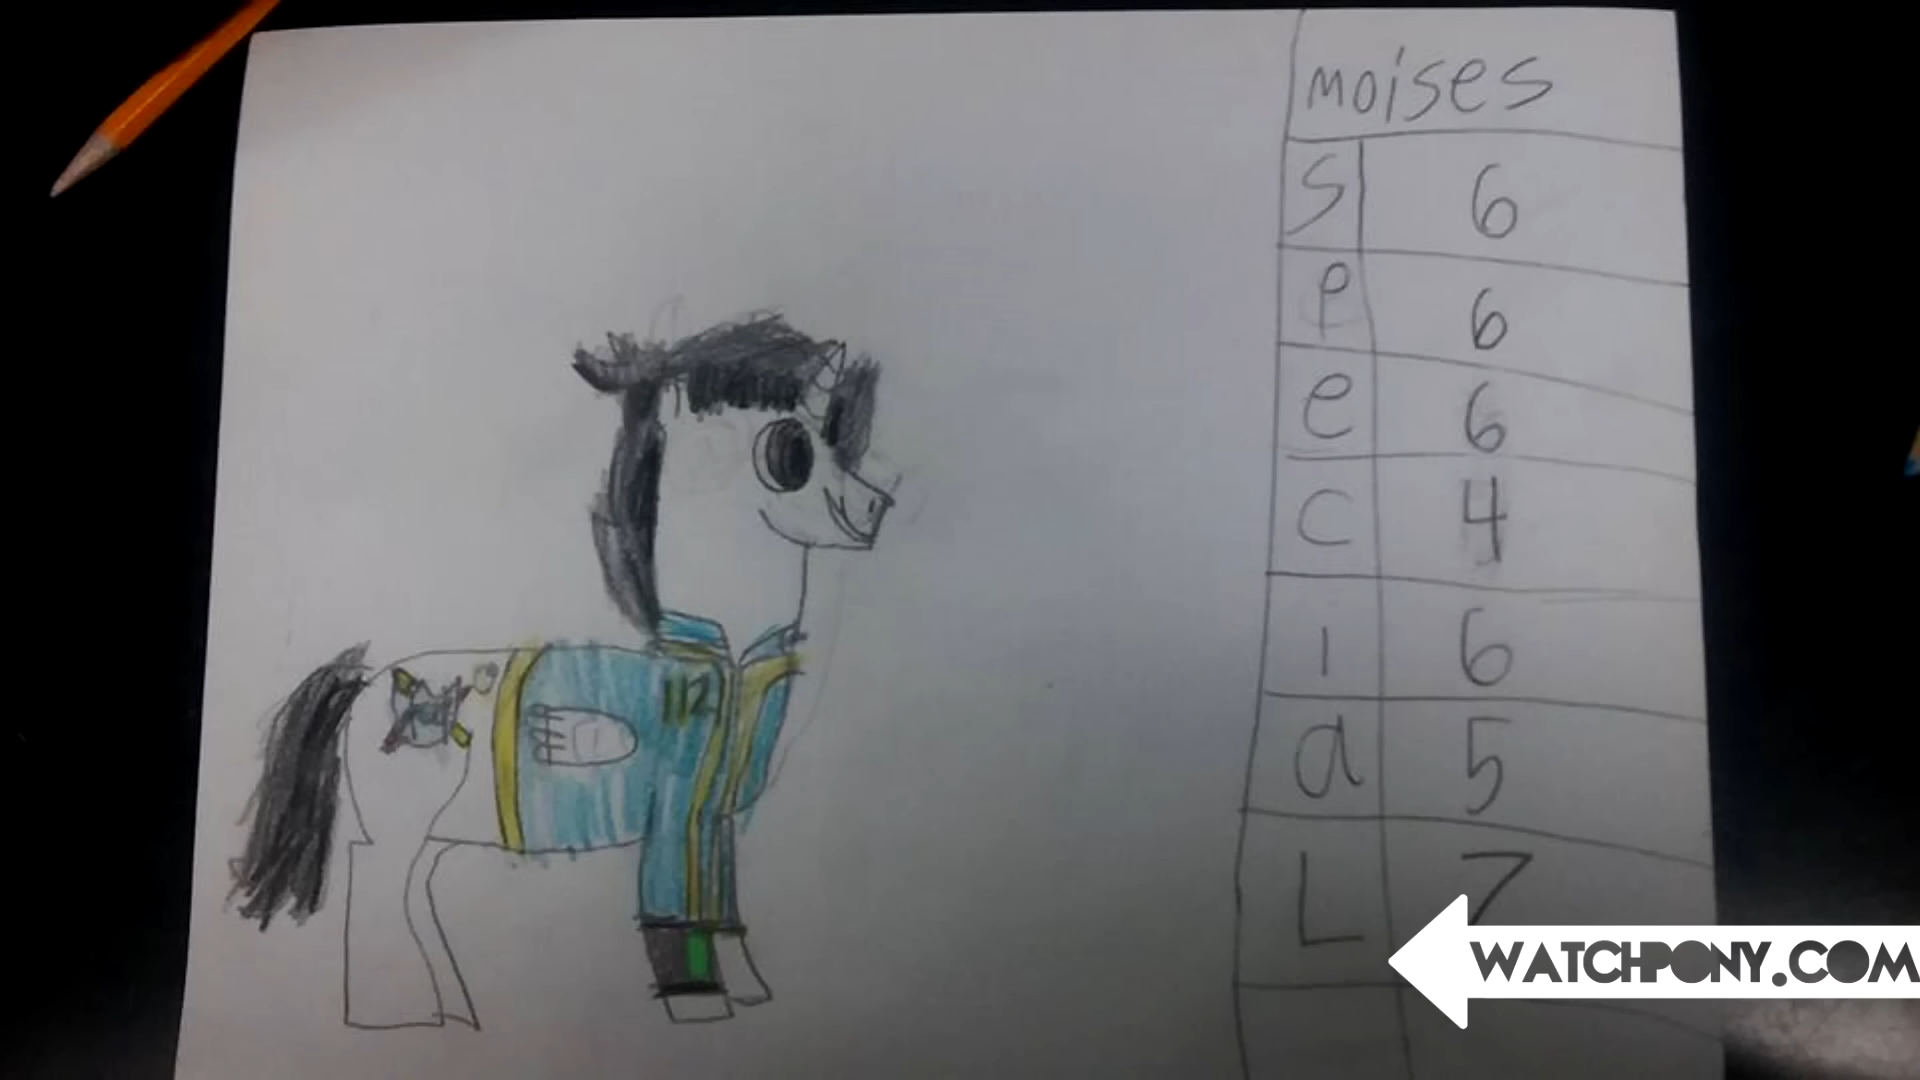 moises
S 6
P 6
e 6
C 4
i 6
a 5
L 7
112
WATCHPONY.COM